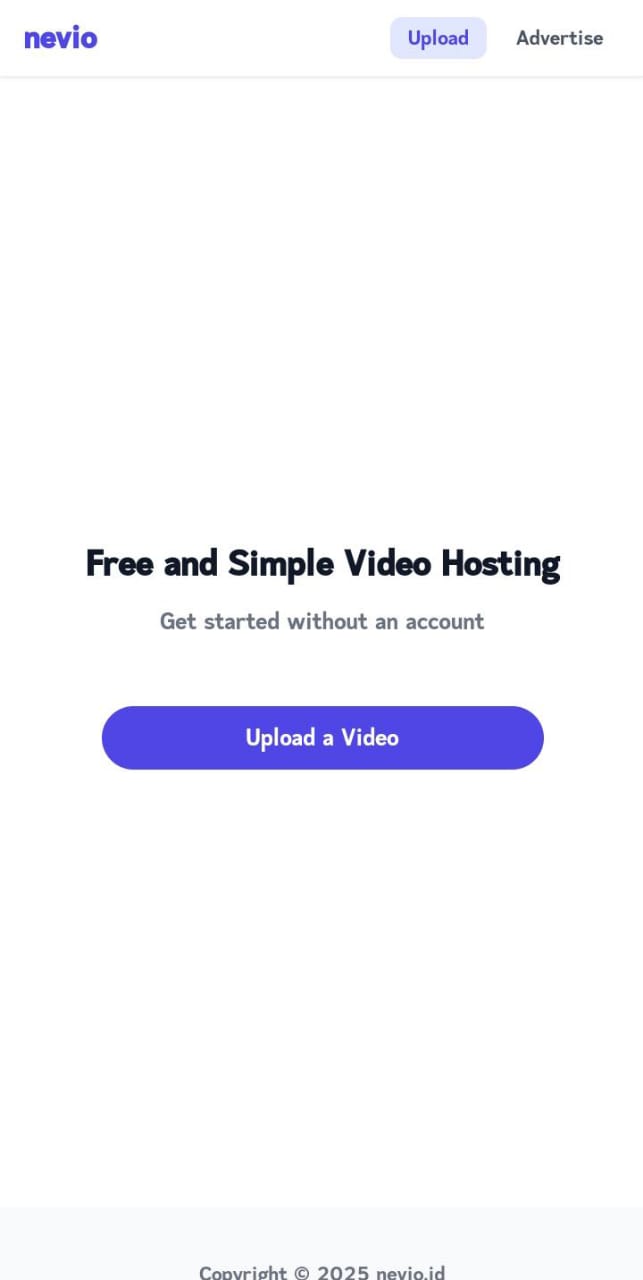 nevio
Upload
Advertise
Free and Simple Video Hosting
Get started without an account
Upload a Video
Copyright © 2025 nevio.id